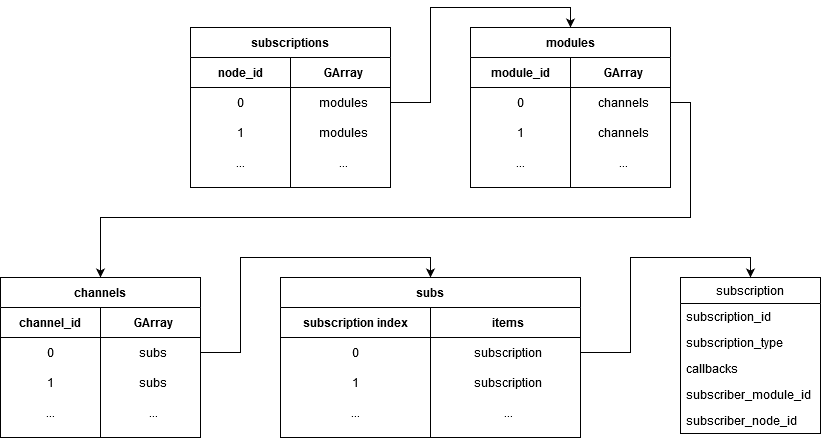 subscriptions
node_id GArray
0 modules
1 modules
... ...
modules
module_id GArray
0 channels
1 channels
... ...
channels
channel_id GArray
0 subs
1 subs
... ...
subs
subscription index items
0 subscription
1 subscription
... ...
subscription
subscription_id
subscription_type
callbacks
subscriber_module_id
subscriber_node_id